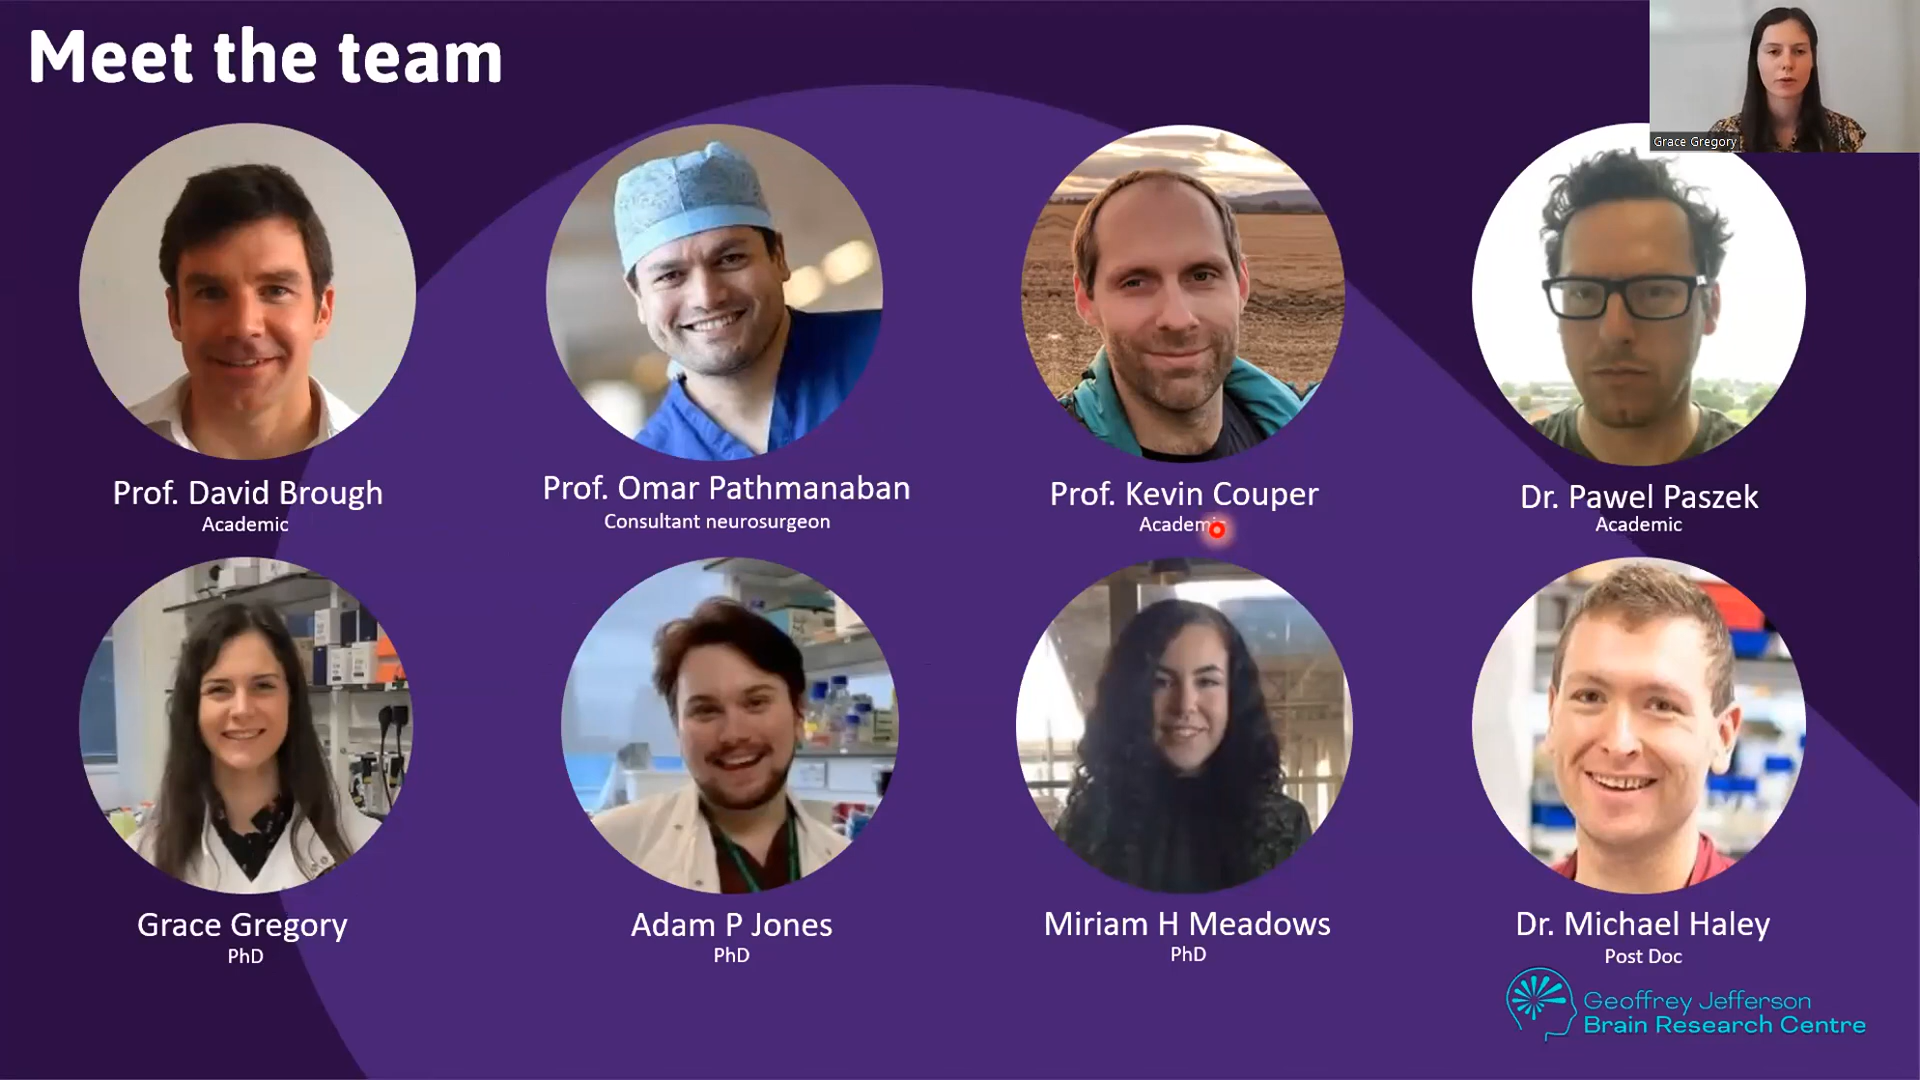 Meet the team
Grace Gregory
Prof. David Brough
Academic
Prof. Omar Pathmanaban
Consultant neurosurgeon
Prof. Kevin Couper
Academic
Dr. Pawel Paszek
Academic
Grace Gregory
PhD
Adam P Jones
PhD
Miriam H Meadows
PhD
Dr. Michael Haley
Post Doc
Geoffrey Jefferson
Brain Research Centre